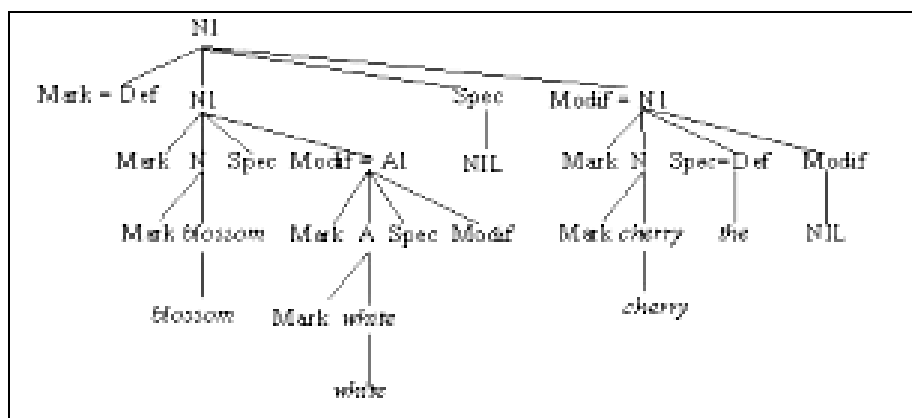 N1
Mark = Def N1 Spec Modif = N1
Mark N Spec Modif = A1 NIL Mark N Spec=Def Modif
Mark blossom Mark A Spec Modif Mark cherry the NIL
blossom Mark white cherry
white